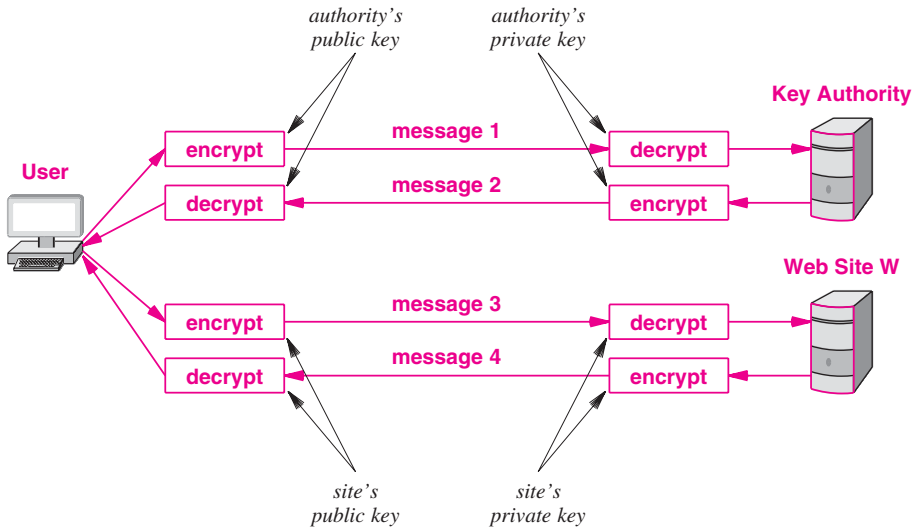 authority's
public key
authority's
private key
Key Authority
encrypt
message 1
decrypt
User
decrypt
message 2
encrypt
Web Site W
encrypt
message 3
decrypt
decrypt
message 4
encrypt
site's
public key
site's
private key